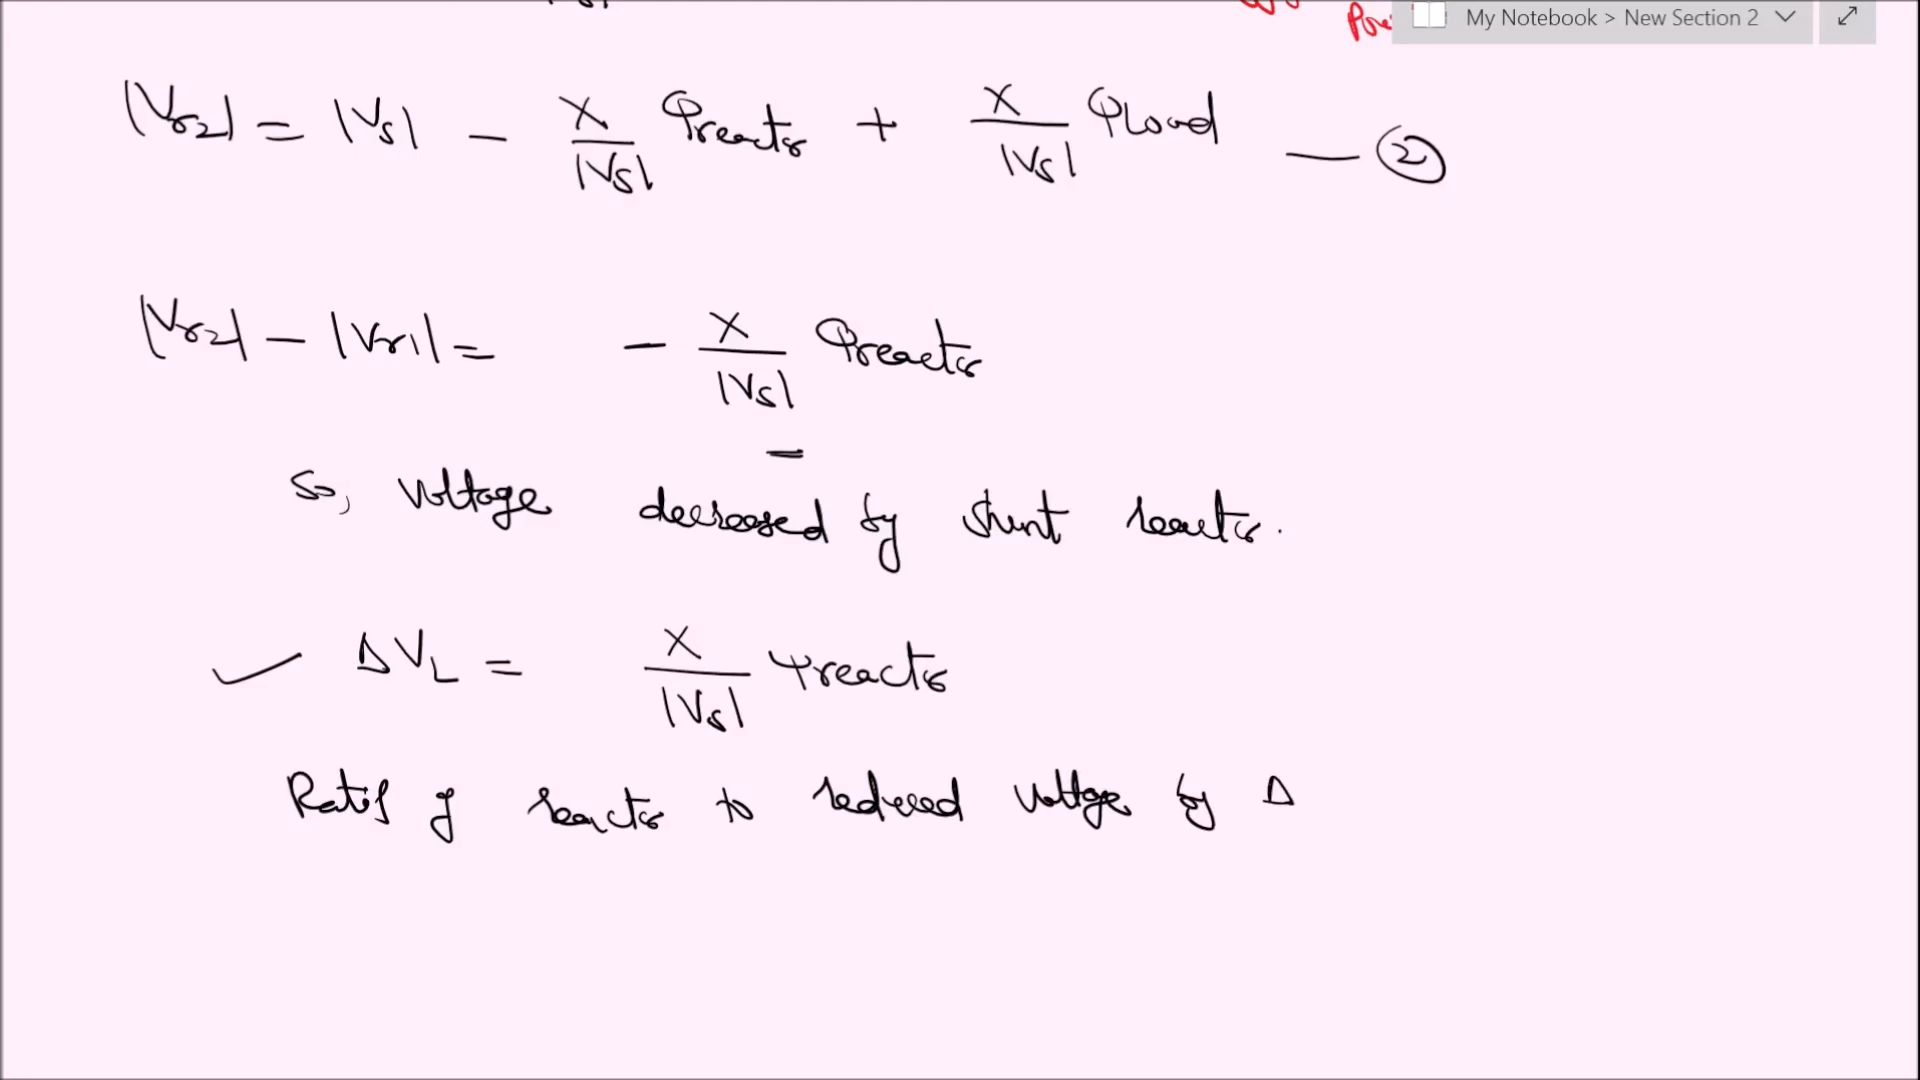 My Notebook > New Section 2
|Vr2| = |Vs| - X/|Vs| Qreactor + X/|Vs| Qload — ②
|Vr2| - |Vr1| = - X/|Vs| Qreactor
So, voltage decreased by shunt reactor.
✓ ΔVL = X/|Vs| Qreactor
Rating of reactor to reduced voltage by Δ